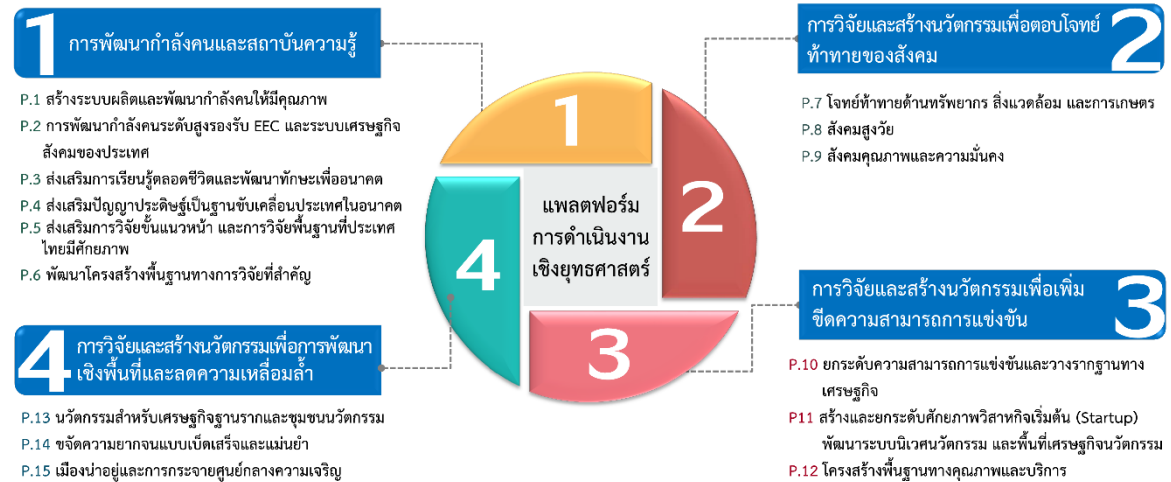 1
การพัฒนากำลังคนและสถาบันความรู้
P.1 สร้างระบบผลิตและพัฒนากำลังคนให้มีคุณภาพ
P.2 การพัฒนากำลังคนระดับสูงรองรับ EEC และระบบเศรษฐกิจ
สังคมของประเทศ
P.3 ส่งเสริมการเรียนรู้ตลอดชีวิตและพัฒนาทักษะเพื่ออนาคต
P.4 ส่งเสริมปัญญาประดิษฐ์เป็นฐานขับเคลื่อนประเทศในอนาคต
P.5 ส่งเสริมการวิจัยขั้นแนวหน้า และการวิจัยพื้นฐานที่ประเทศ
ไทยมีศักยภาพ
P.6 พัฒนาโครงสร้างพื้นฐานทางการวิจัยที่สำคัญ
การวิจัยและสร้างนวัตกรรมเพื่อตอบโจทย์
ท้าทายของสังคม
2
P.7 โจทย์ท้าทายด้านทรัพยากร สิ่งแวดล้อม และการเกษตร
P.8 สังคมสูงวัย
P.9 สังคมคุณภาพและความมั่นคง
1
2
3
4
แพลตฟอร์ม
การดำเนินงาน
เชิงยุทธศาสตร์
การวิจัยและสร้างนวัตกรรมเพื่อเพิ่ม
ขีดความสามารถการแข่งขัน
3
P.10 ยกระดับความสามารถการแข่งขันและวางรากฐานทาง
เศรษฐกิจ
P11 สร้างและยกระดับศักยภาพวิสาหกิจเริ่มต้น (Startup)
พัฒนาระบบนิเวศนวัตกรรม และพื้นที่เศรษฐกิจนวัตกรรม
P.12 โครงสร้างพื้นฐานทางคุณภาพและบริการ
4
การวิจัยและสร้างนวัตกรรมเพื่อการพัฒนา
เชิงพื้นที่และลดความเหลื่อมล้ำ
P.13 นวัตกรรมสำหรับเศรษฐกิจฐานรากและชุมชนนวัตกรรม
P.14 ขจัดความยากจนแบบเบ็ดเสร็จและแม่นยำ
P.15 เมืองน่าอยู่และการกระจายศูนย์กลางความเจริญ